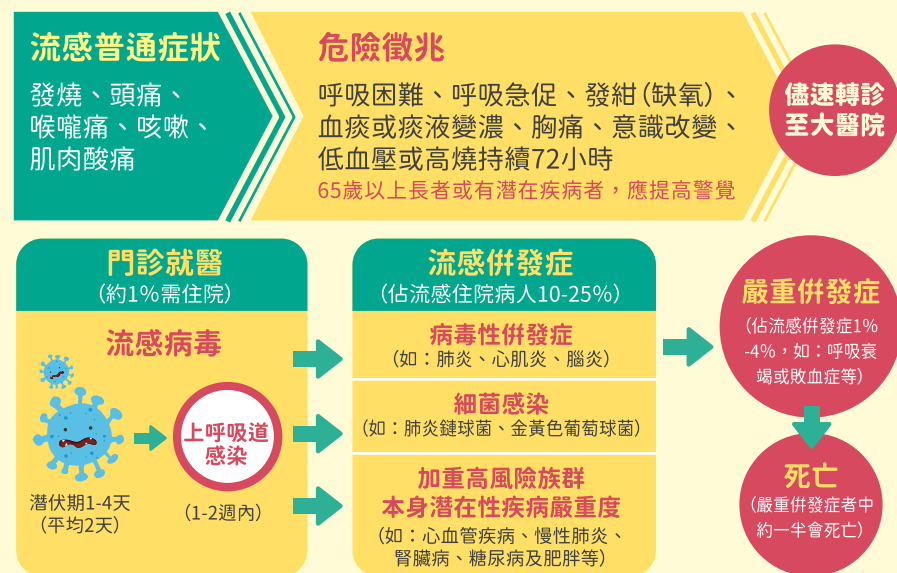 流感普通症狀
發燒、頭痛、
喉嚨痛、咳嗽、
肌肉酸痛
危險徵兆
呼吸困難、呼吸急促、發紺(缺氧)、
血痰或痰液變濃、胸痛、意識改變、
低血壓或高燒持續72小時
65歲以上長者或有潛在疾病者，應提高警覺
儘速轉診
至大醫院
門診就醫
(約1%需住院)
流感病毒
上呼吸道
感染
潛伏期1-4天
(平均2天)
(1-2週內)
流感併發症
(佔流感住院病人10-25%)
病毒性併發症
(如：肺炎、心肌炎、腦炎)
細菌感染
(如：肺炎鏈球菌、金黃色葡萄球菌)
加重高風險族群
本身潛在性疾病嚴重度
(如：心血管疾病、慢性肺炎、
腎臟病、糖尿病及肥胖等)
嚴重併發症
(佔流感併發症1%
-4%，如：呼吸衰
竭或敗血症等)
死亡
(嚴重併發症者中
約一半會死亡)